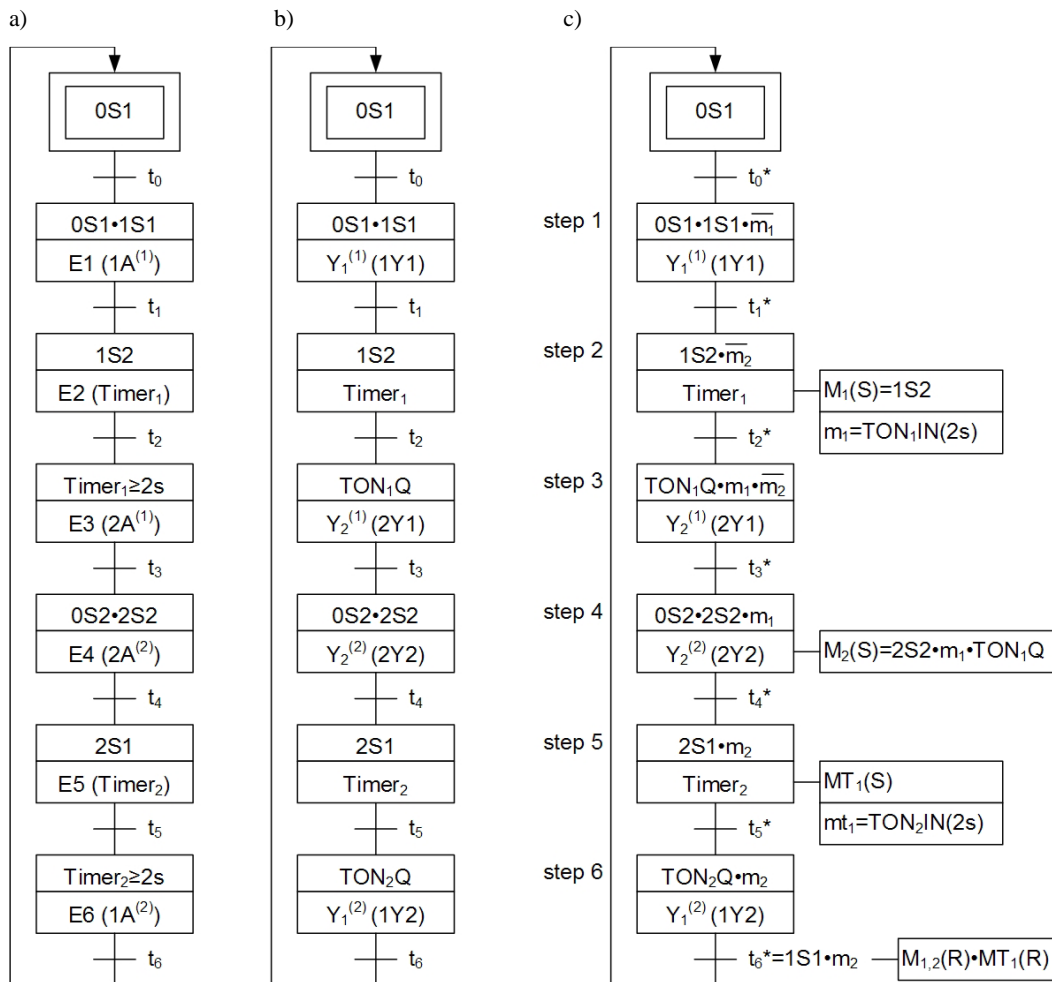 a)
0S1
t₀
0S1•1S1
E1 (1A⁽¹⁾)
t₁
1S2
E2 (Timer₁)
t₂
Timer₁≥2s
E3 (2A⁽¹⁾)
t₃
0S2•2S2
E4 (2A⁽²⁾)
t₄
2S1
E5 (Timer₂)
t₅
Timer₂≥2s
E6 (1A⁽²⁾)
t₆
b)
0S1
t₀
0S1•1S1
Y₁⁽¹⁾ (1Y1)
t₁
1S2
Timer₁
t₂
TON₁Q
Y₂⁽¹⁾ (2Y1)
t₃
0S2•2S2
Y₂⁽²⁾ (2Y2)
t₄
2S1
Timer₂
t₅
TON₂Q
Y₁⁽²⁾ (1Y2)
t₆
c)
0S1
t₀*
step 1
0S1•1S1•m̅₁
Y₁⁽¹⁾ (1Y1)
t₁*
step 2
1S2•m̅₂
Timer₁
M₁(S)=1S2
m₁=TON₁IN(2s)
t₂*
step 3
TON₁Q•m₁•m̅₂
Y₂⁽¹⁾ (2Y1)
t₃*
step 4
0S2•2S2•m₁
Y₂⁽²⁾ (2Y2)
M₂(S)=2S2•m₁•TON₁Q
t₄*
step 5
2S1•m₂
Timer₂
MT₁(S)
mt₁=TON₂IN(2s)
t₅*
step 6
TON₂Q•m₂
Y₁⁽²⁾ (1Y2)
t₆*=1S1•m₂
M₁,₂(R)•MT₁(R)